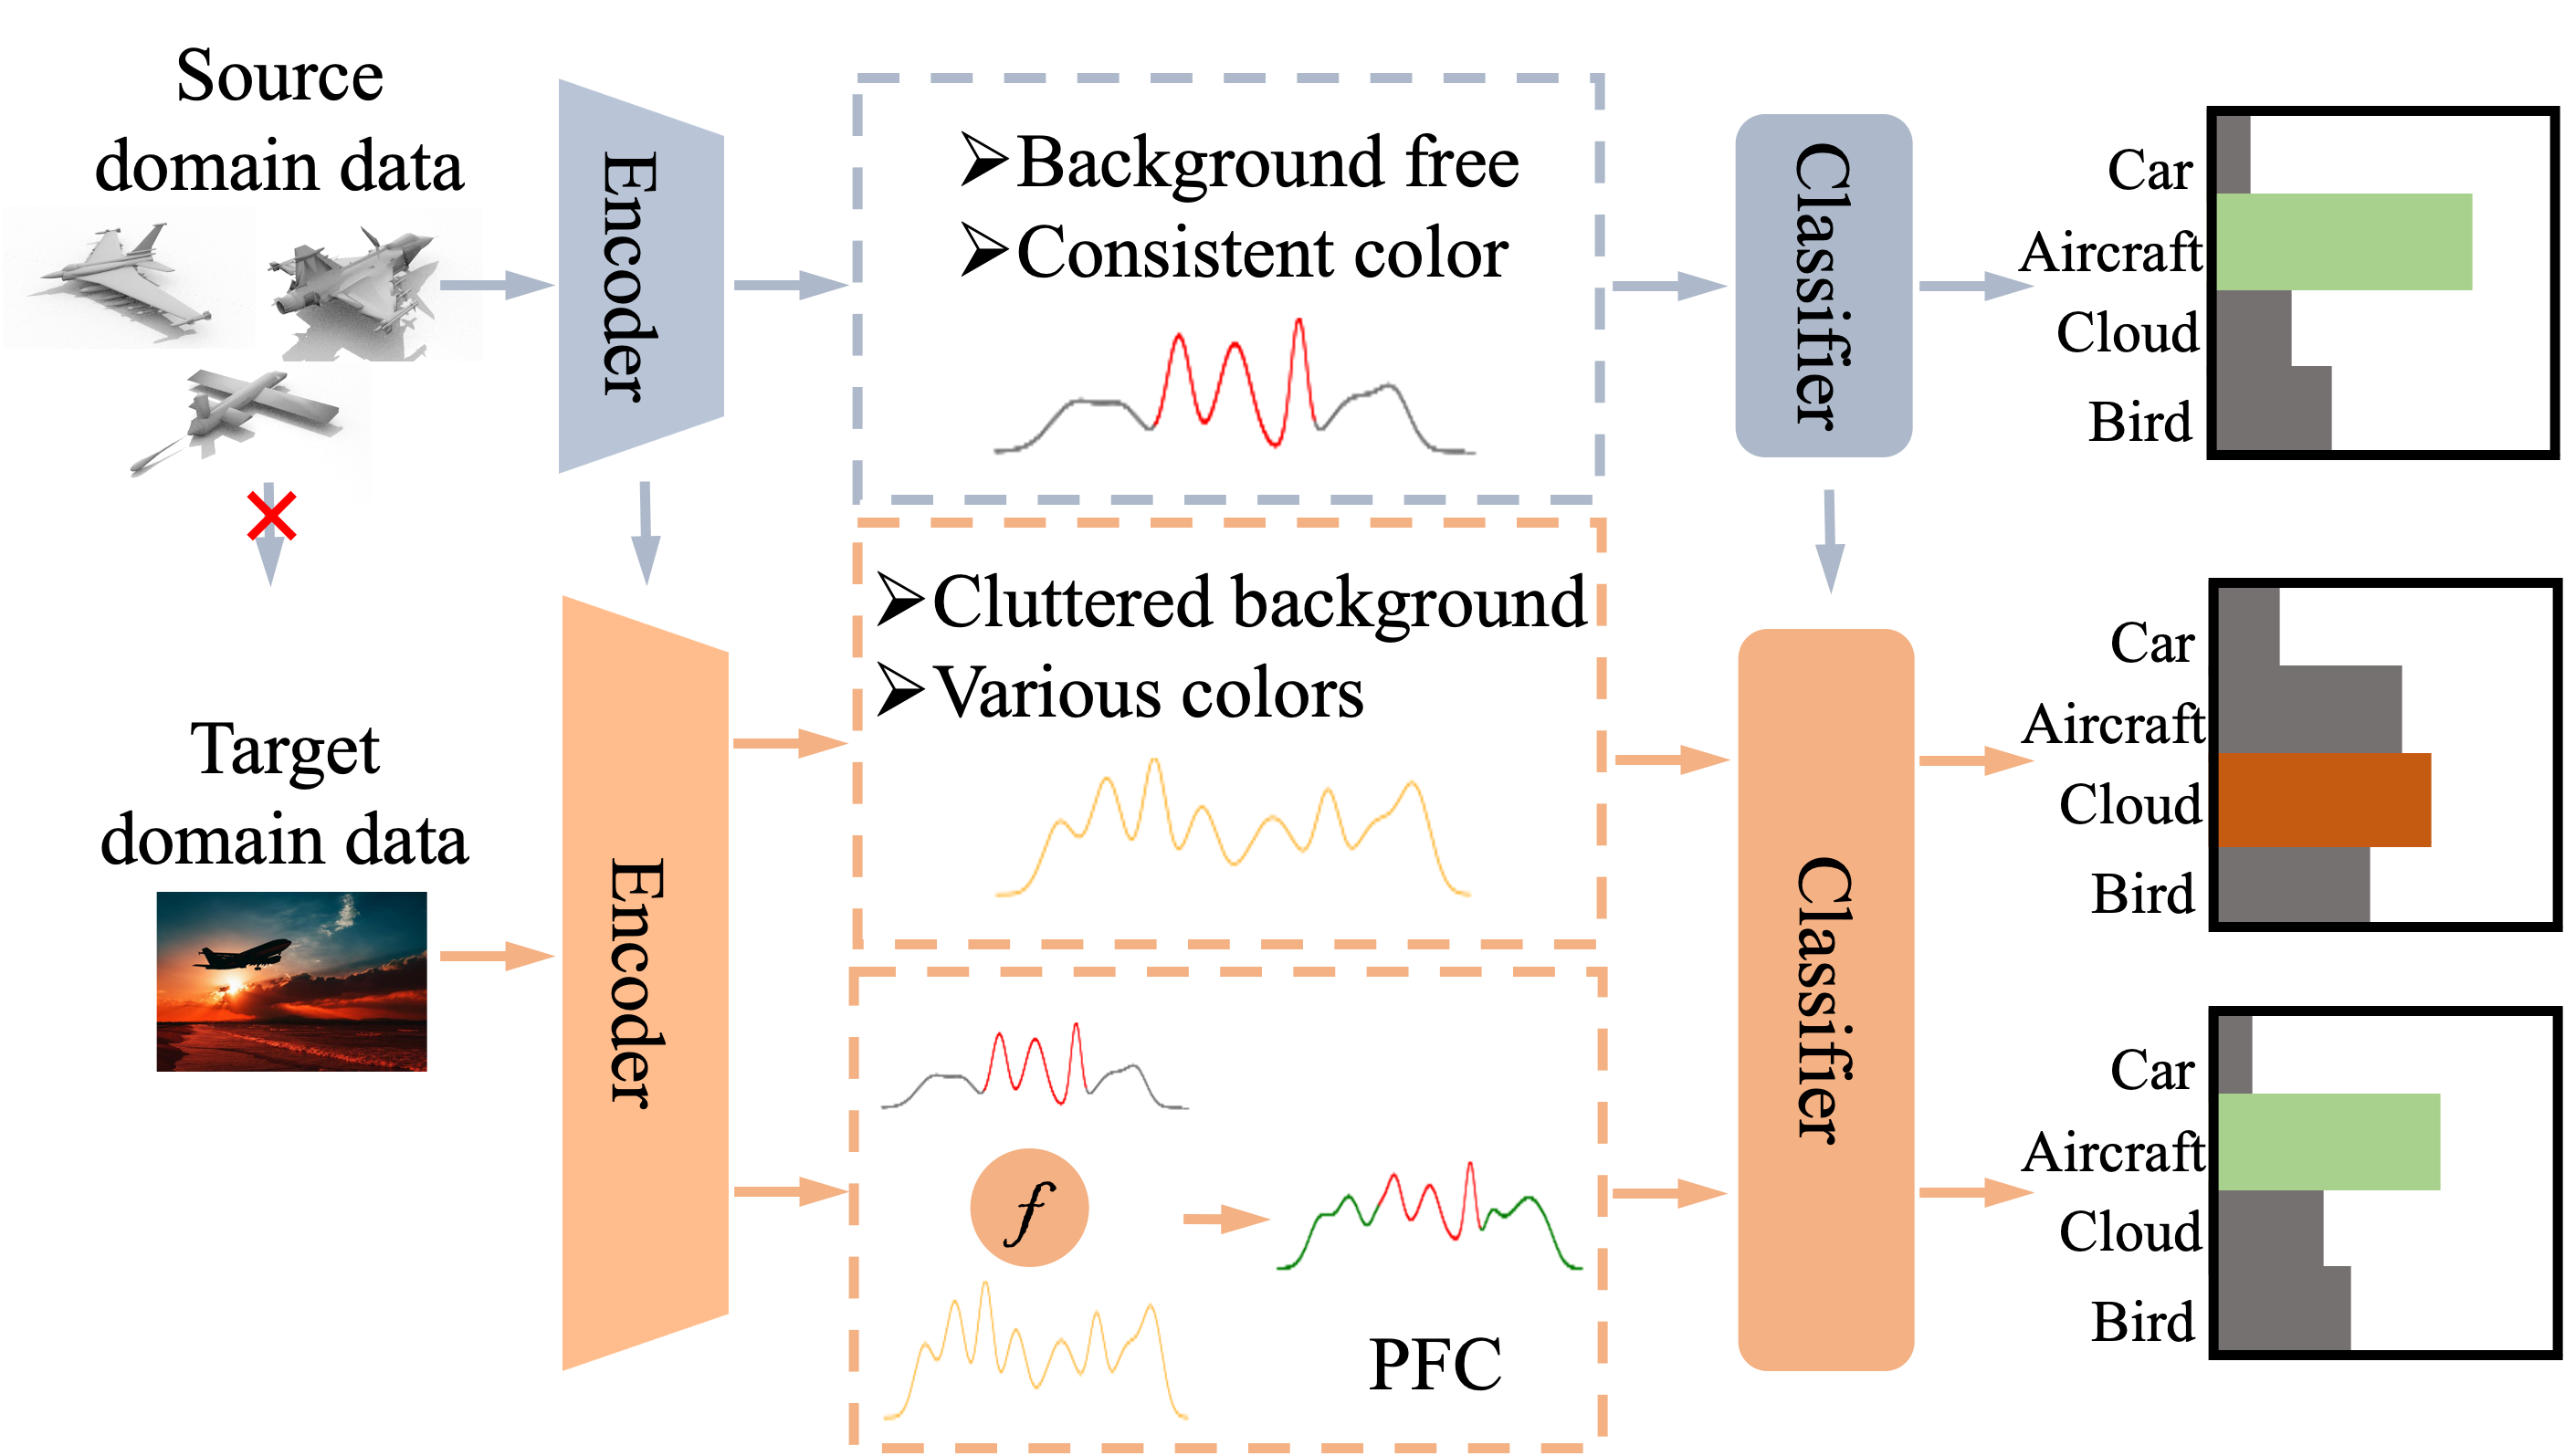 Source
domain data
Encoder
Background free
Consistent color
Classifier
Car
Aircraft
Cloud
Bird
Target
domain data
Encoder
Cluttered background
Various colors
Classifier
Car
Aircraft
Cloud
Bird
f
PFC
Car
Aircraft
Cloud
Bird